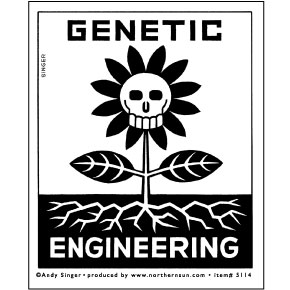 GENETIC
SINGER
ENGINEERING
©Andy Singer • produced by www.northernsun.com • item# 5114